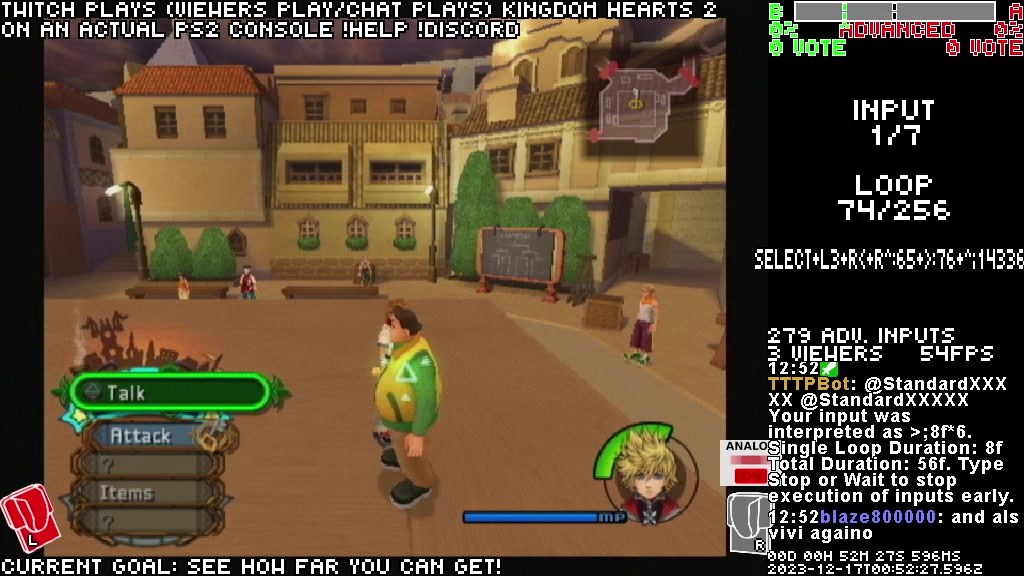 TWITCH PLAYS (VIEWERS PLAY/CHAT PLAYS) KINGDOM HEARTS 2
ON AN ACTUAL PS2 CONSOLE !HELP !DISCORD
B
A
0%
ADVANCED
0%
0 VOTE
0 VOTE
INPUT
1/7
LOOP
74/256
SELECT+L3+R(+R^:65+):76+^:14336
279 ADV. INPUTS
3 VIEWERS 54FPS
12:52
TTTPBot: @StandardXXX
XX @StandardXXXXX
Your input was
interpreted as >;8f*6.
Single Loop Duration: 8f
Total Duration: 56f. Type
Stop or Wait to stop
execution of inputs early.
12:52blaze800000: and als
vivi againo
00D 00H 52M 27S 596MS
2023-12-17T00:52:27.596Z
Talk
Attack
?
Items
?
MP
ANALO
L
R
CURRENT GOAL: SEE HOW FAR YOU CAN GET!